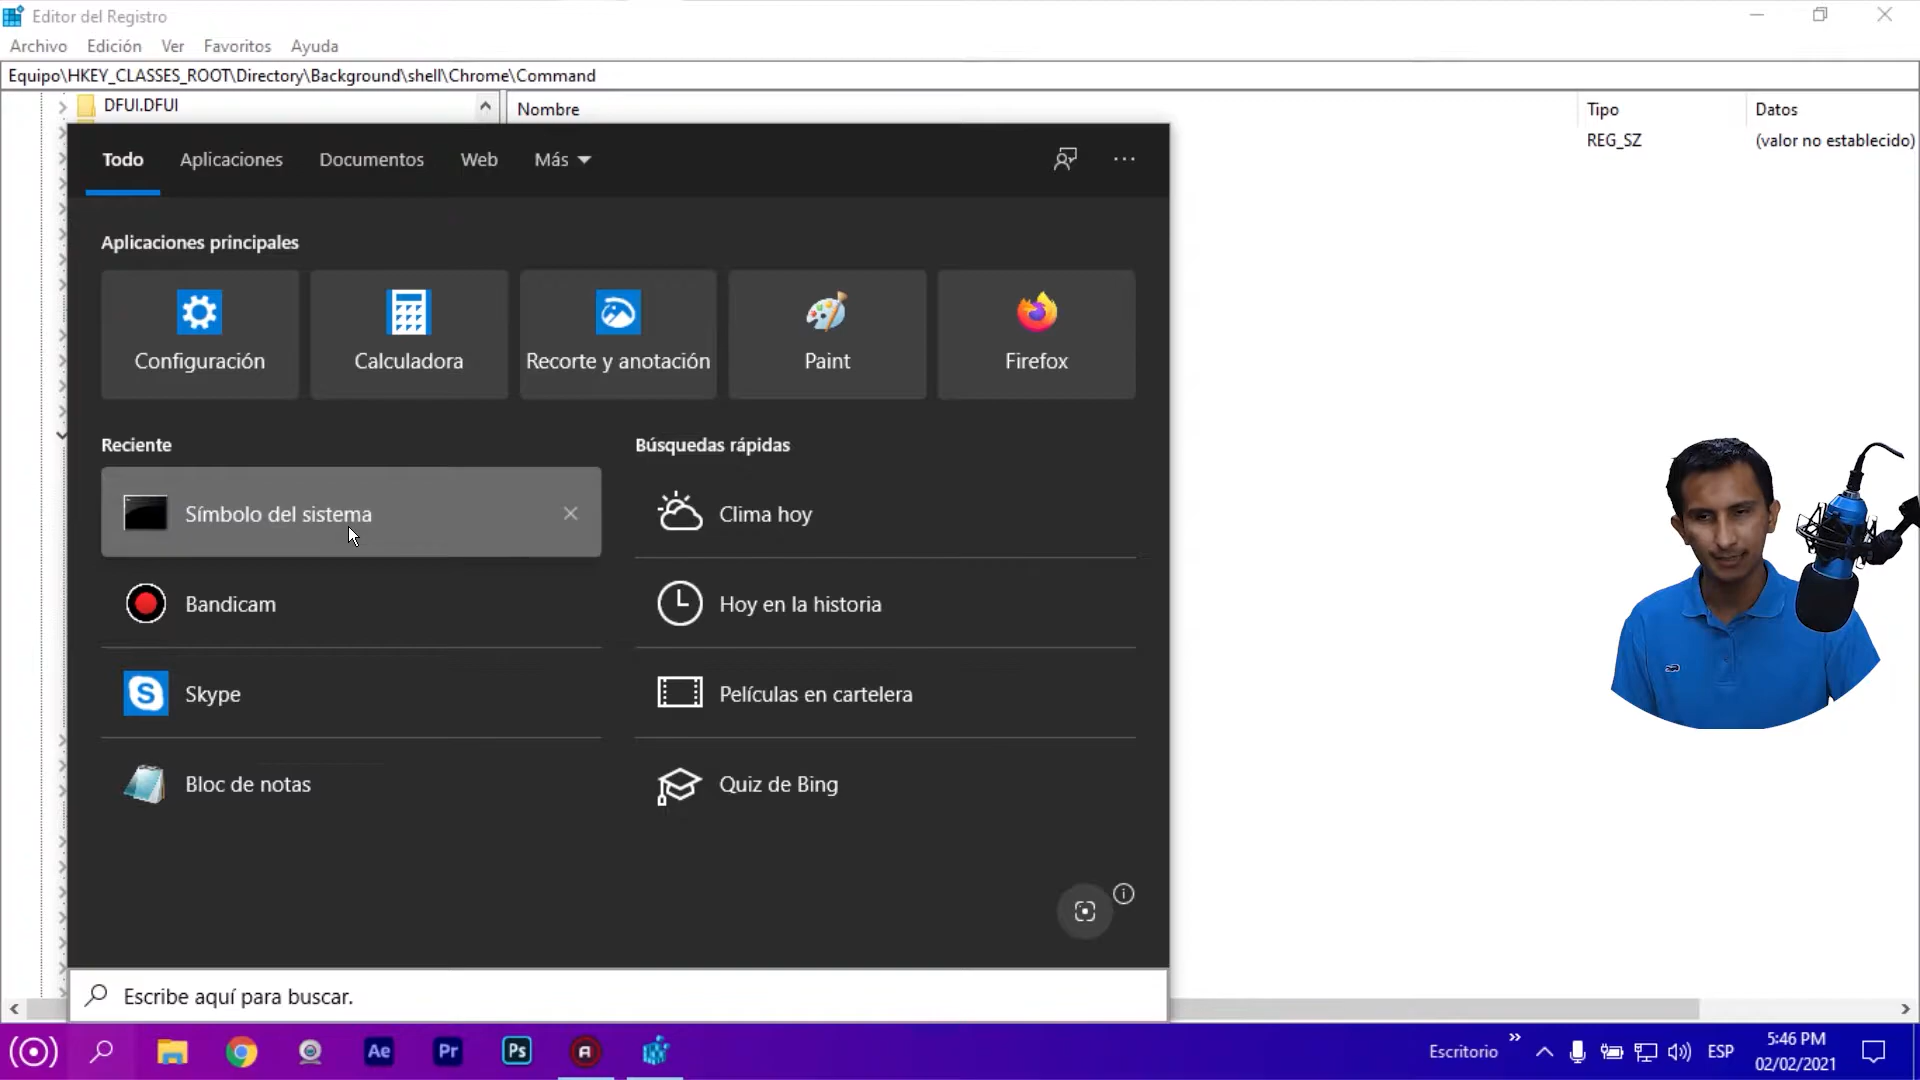 Editor del Registro
Archivo Edición Ver Favoritos Ayuda
Equipo\HKEY_CLASSES_ROOT\Directory\Background\shell\Chrome\Command
DFUI.DFUI
Nombre Tipo Datos
REG_SZ (valor no establecido)
Todo Aplicaciones Documentos Web Más
Aplicaciones principales
Configuración Calculadora Recorte y anotación Paint Firefox
Reciente
Símbolo del sistema
Bandicam
Skype
Bloc de notas
Búsquedas rápidas
Clima hoy
Hoy en la historia
Películas en cartelera
Quiz de Bing
Escribe aquí para buscar.
Ae Pr Ps
Escritorio
ESP
5:46 PM
02/02/2021